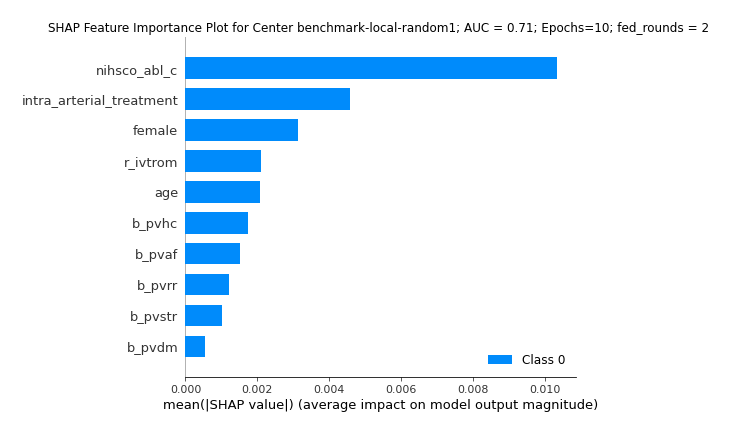 SHAP Feature Importance Plot for Center benchmark-local-random1; AUC = 0.71; Epochs=10; fed_rounds = 2
nihsco_abl_c
intra_arterial_treatment
female
r_ivtrom
age
b_pvhc
b_pvaf
b_pvrr
b_pvstr
b_pvdm
Class 0
0.000 0.002 0.004 0.006 0.008 0.010
mean(|SHAP value|) (average impact on model output magnitude)